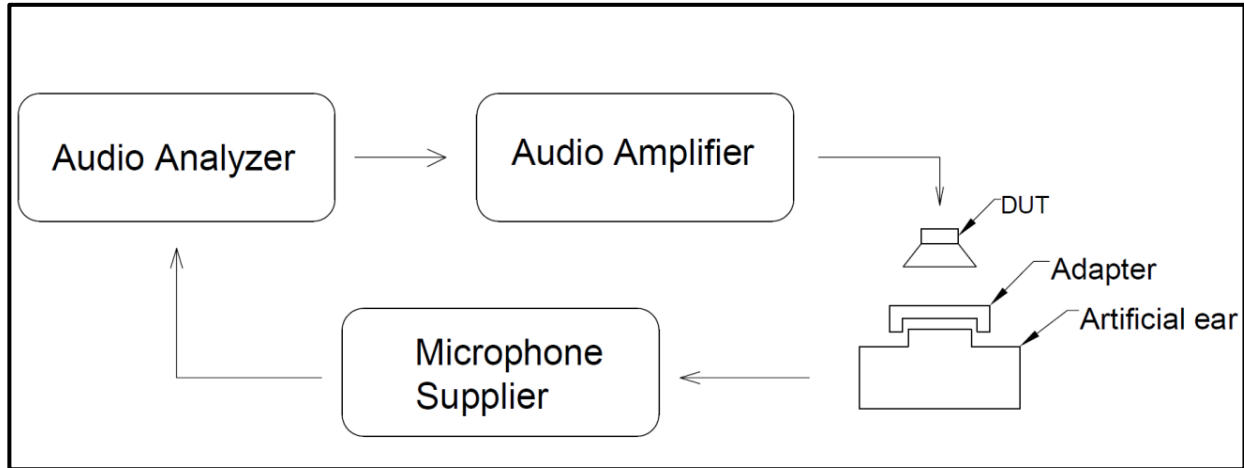 Audio Analyzer
Audio Amplifier
DUT
Adapter
Artificial ear
Microphone
Supplier